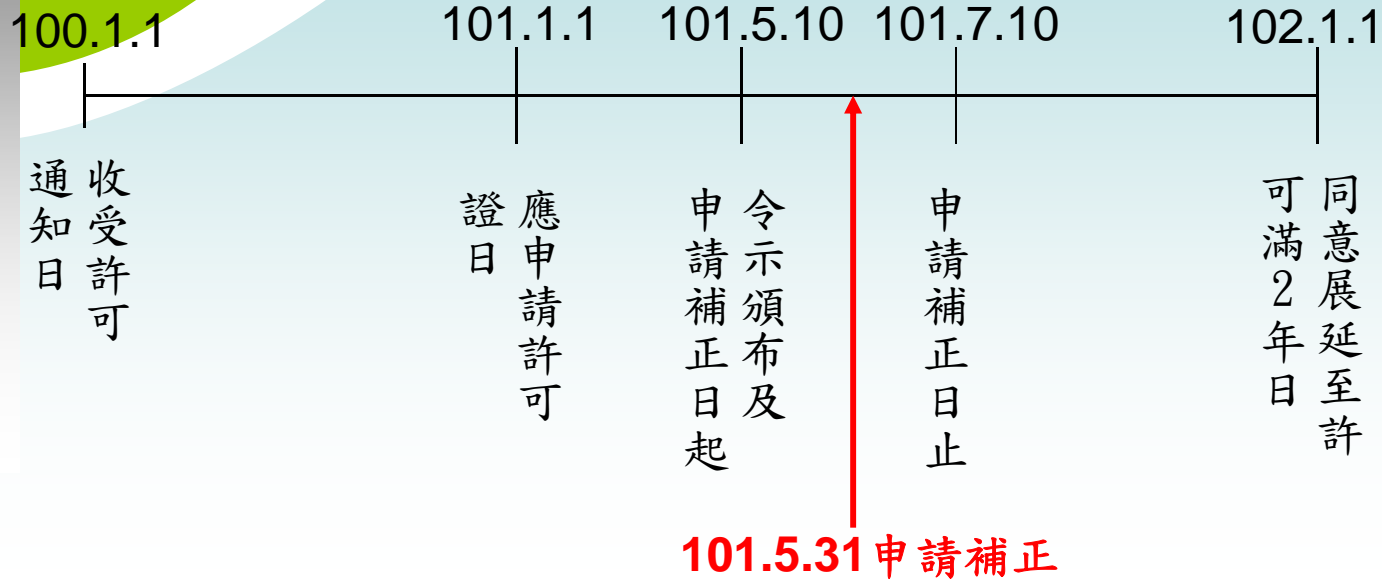 100.1.1
101.1.1
101.5.10
101.7.10
102.1.1
收受許可
通知日
應申請許可
證日
令示頒布及
申請補正日起
申請補正日止
同意展延至許
可滿2年日
101.5.31申請補正